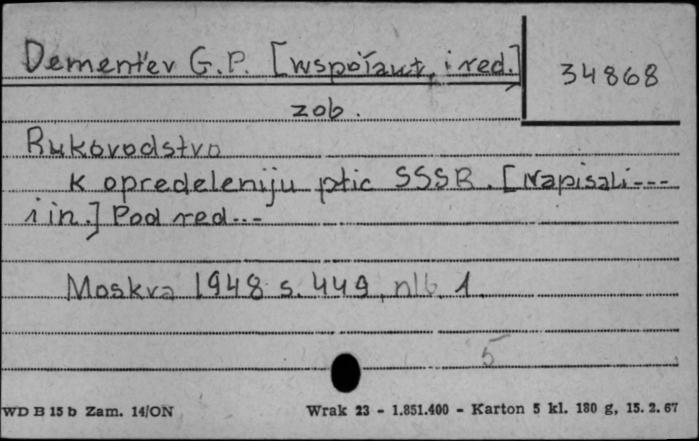 Dement'ev G.P. [współaut. i red.]
34868
zob.
Rukovodstvo
k opredeleniju ptic SSSR. [Napisali---
i in.] Pod red...
Moskva 1948 s. 449, nlb. 1.
5
WD B 15 b Zam. 14/ON
Wrak 23 - 1.851.400 - Karton 5 kl. 180 g, 15. 2. 67